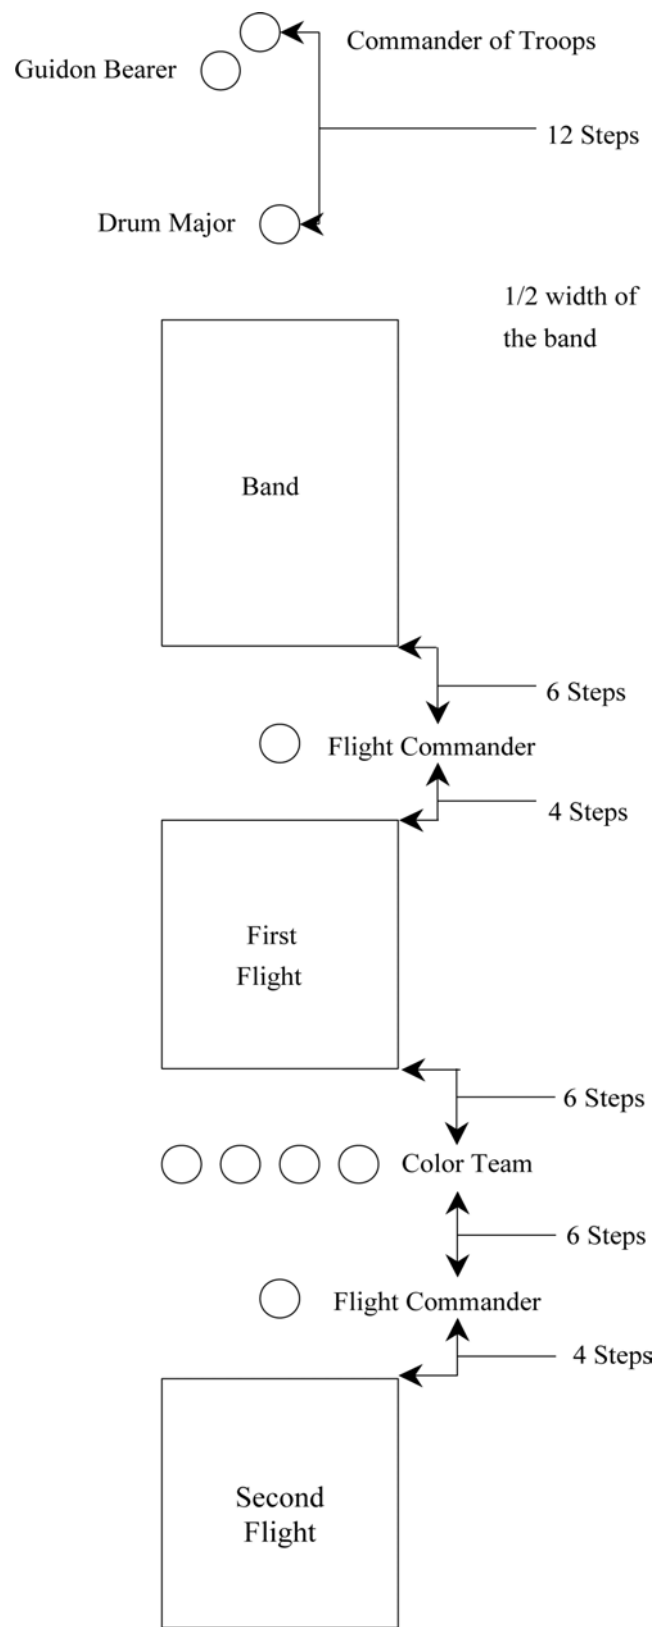 Commander of Troops
Guidon Bearer
12 Steps
Drum Major
1/2 width of
the band
Band
6 Steps
Flight Commander
4 Steps
First
Flight
6 Steps
Color Team
6 Steps
Flight Commander
4 Steps
Second
Flight